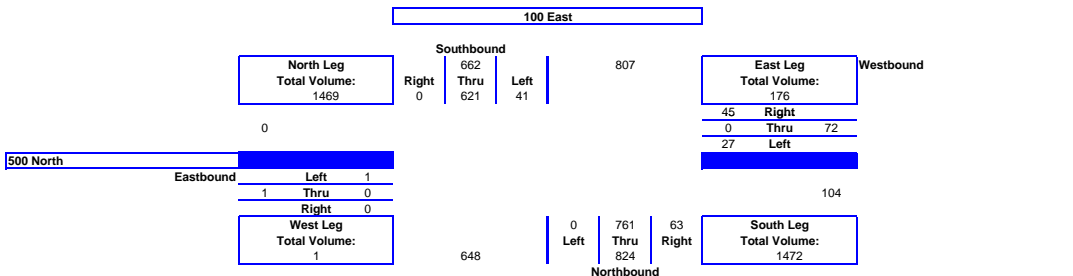 100 East
Southbound
North Leg 662 807 East Leg Westbound
Total Volume: Right Thru Left Total Volume:
1469 0 621 41 176
45 Right
0 0 Thru 72
27 Left
500 North
Eastbound Left 1
1 Thru 0 104
Right 0
West Leg 0 761 63 South Leg
Total Volume: Left Thru Right Total Volume:
1 648 824 1472
Northbound